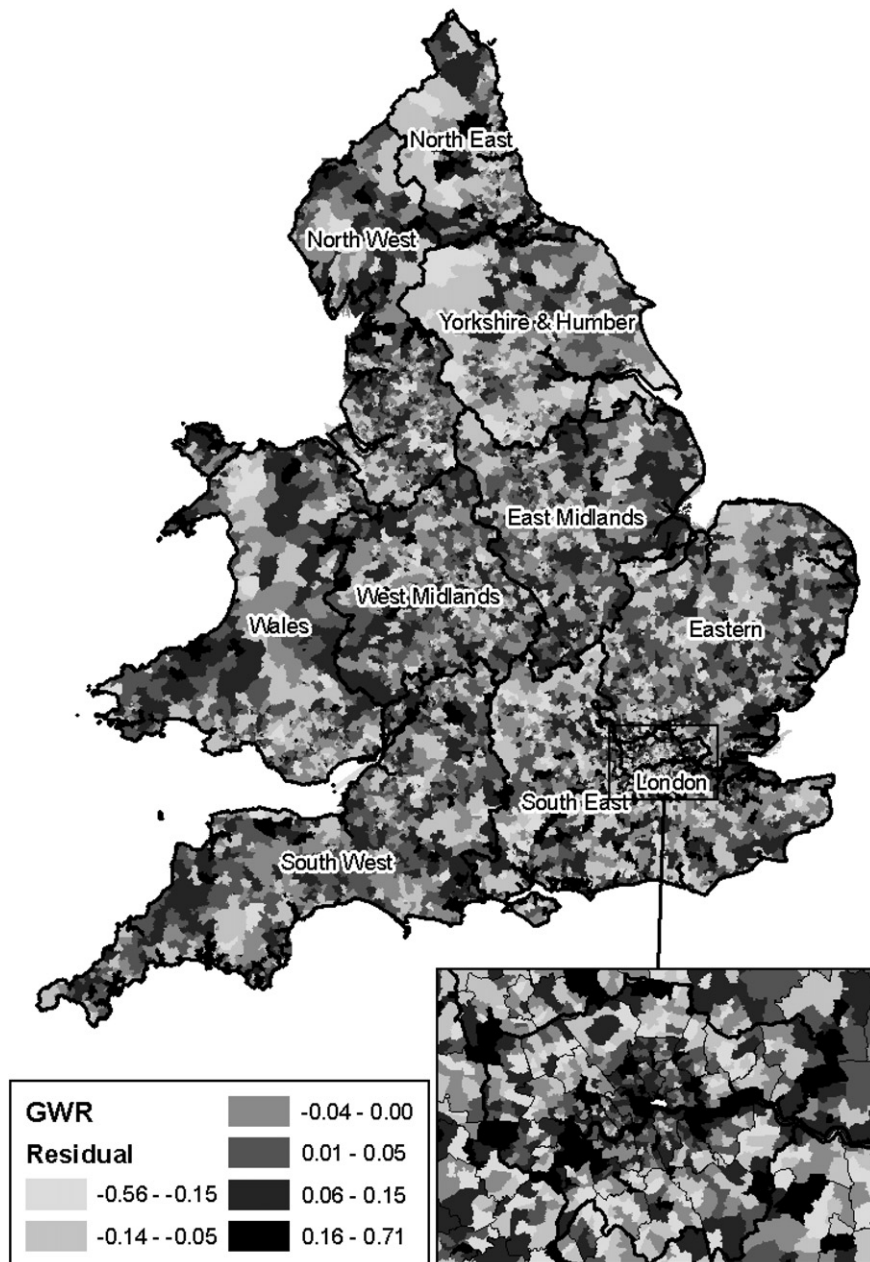 North East
North West
Yorkshire & Humber
East Midlands
West Midlands
Wales
Eastern
London
South East
South West
GWR
Residual
-0.56 - -0.15
-0.14 - -0.05
-0.04 - 0.00
0.01 - 0.05
0.06 - 0.15
0.16 - 0.71